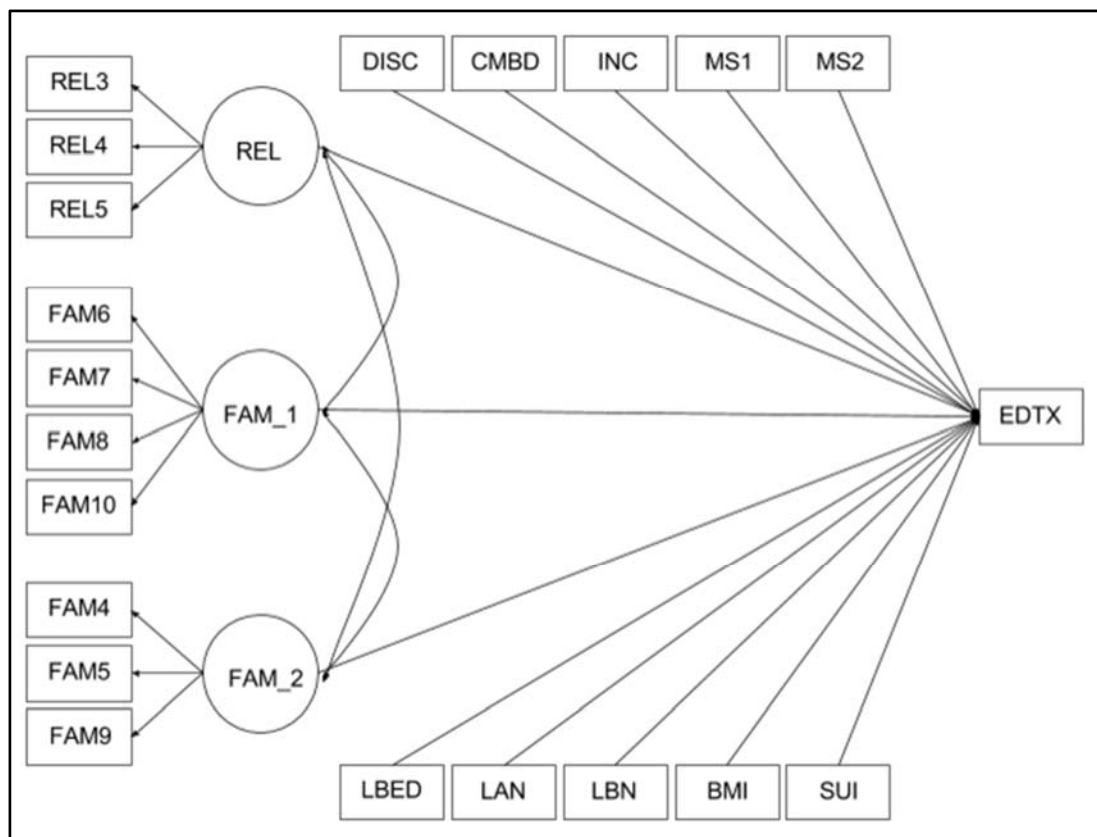 DISC
CMBD
INC
MS1
MS2
REL3
REL4
REL5
REL
FAM6
FAM7
FAM8
FAM10
FAM_1
EDTX
FAM4
FAM5
FAM9
FAM_2
LBED
LAN
LBN
BMI
SUI